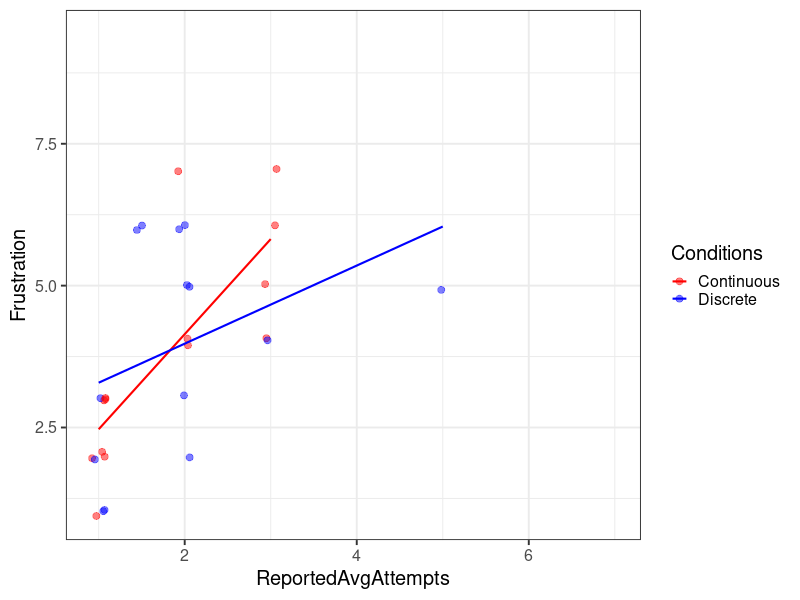 7.5
5.0
2.5
Frustration
2 4 6
ReportedAvgAttempts
Conditions
Continuous
Discrete